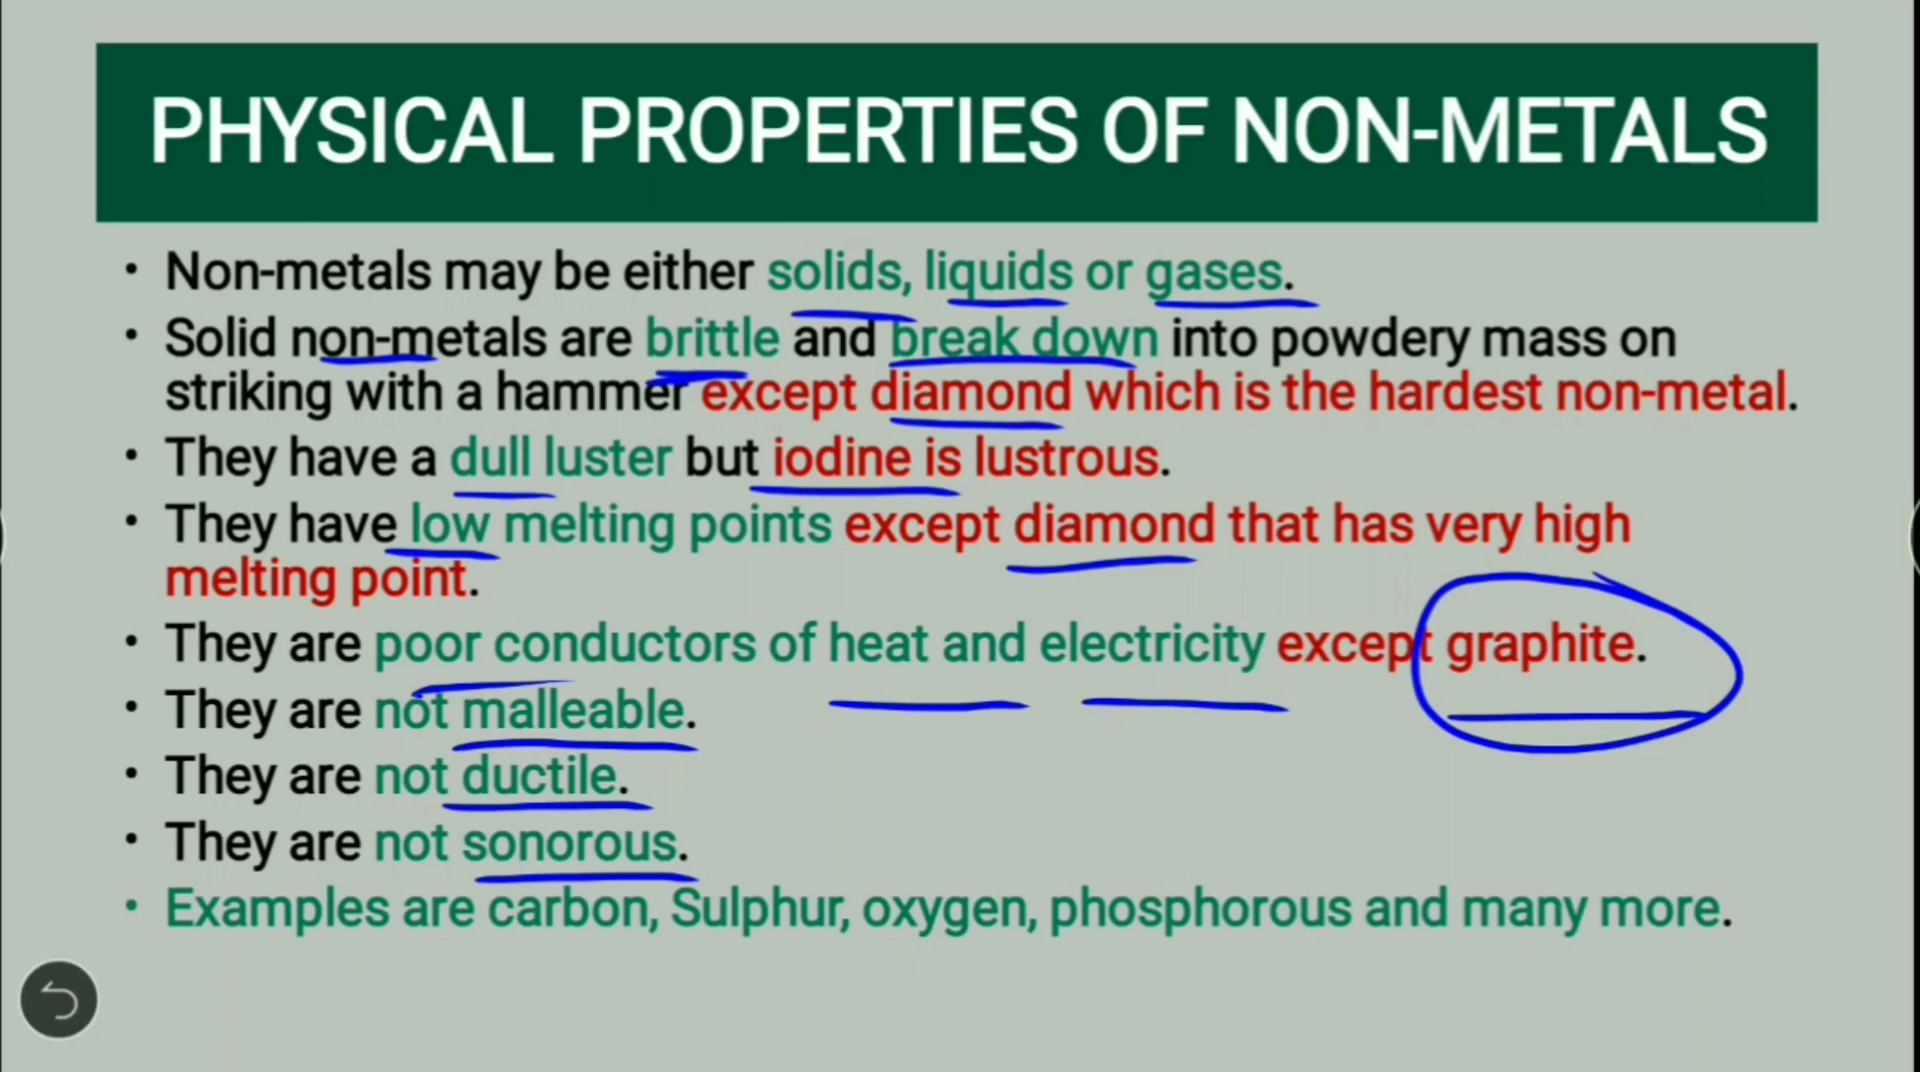 PHYSICAL PROPERTIES OF NON-METALS
• Non-metals may be either solids, liquids or gases.
• Solid non-metals are brittle and break down into powdery mass on
striking with a hammer except diamond which is the hardest non-metal.
• They have a dull luster but iodine is lustrous.
• They have low melting points except diamond that has very high
melting point.
• They are poor conductors of heat and electricity except graphite.
• They are not malleable.
• They are not ductile.
• They are not sonorous.
• Examples are carbon, Sulphur, oxygen, phosphorous and many more.